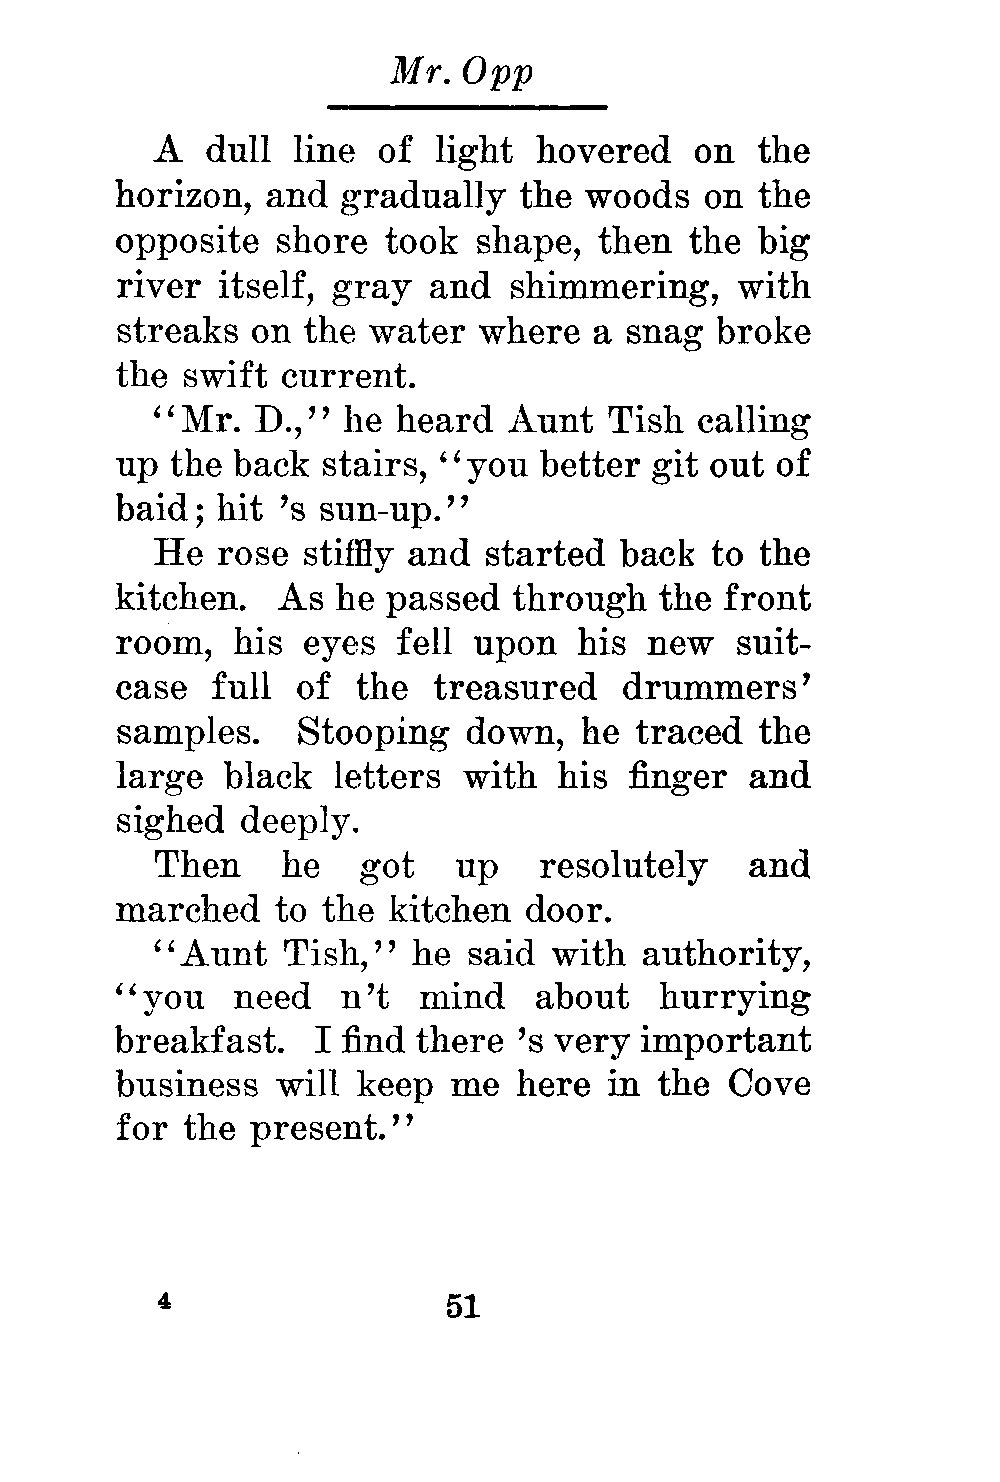 Mr. Opp
A dull line of light hovered on the
horizon, and gradually the woods on the
opposite shore took shape, then the big
river itself, gray and shimmering, with
streaks on the water where a snag broke
the swift current.
"Mr. D.," he heard Aunt Tish calling
up the back stairs, "you better git out of
baid; hit 's sun-up."
He rose stiffly and started back to the
kitchen. As he passed through the front
room, his eyes fell upon his new suit-
case full of the treasured drummers'
samples. Stooping down, he traced the
large black letters with his finger and
sighed deeply.
Then he got up resolutely and
marched to the kitchen door.
"Aunt Tish," he said with authority,
"you need n't mind about hurrying
breakfast. I find there 's very important
business will keep me here in the Cove
for the present."
4 51